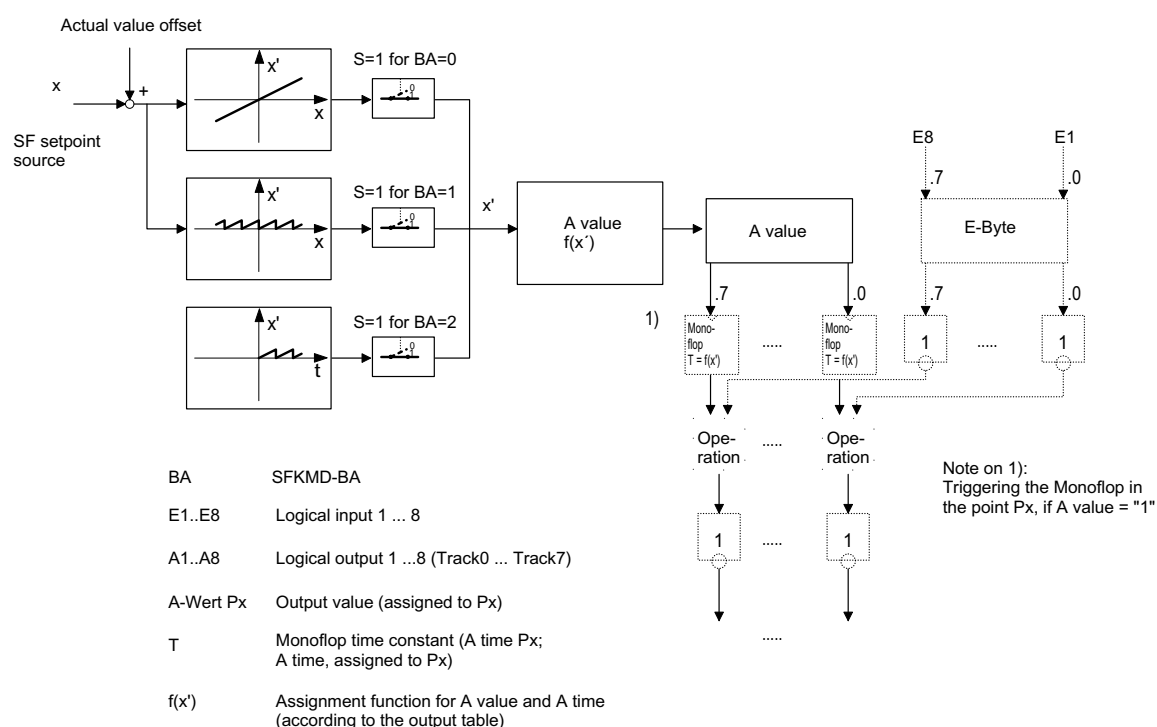 Actual value offset
x
+
SF setpoint
source
x'
x
S=1 for BA=0
0
1
x'
x
S=1 for BA=1
0
1
x'
t
S=1 for BA=2
0
1
x'
A value
f(x´)
A value
.7
.0
E8
E1
.7
.0
E-Byte
.7
.0
1)
Mono-
flop
T = f(x')
.....
Mono-
flop
T = f(x')
1
.....
1
Ope-
ration
.....
Ope-
ration
1
.....
1
.....
Note on 1):
Triggering the Monoflop in
the point Px, if A value = "1"
BA SFKMD-BA
E1..E8 Logical input 1 ... 8
A1..A8 Logical output 1 ...8 (Track0 ... Track7)
A-Wert Px Output value (assigned to Px)
T Monoflop time constant (A time Px;
A time, assigned to Px)
f(x') Assignment function for A value and A time
(according to the output table)